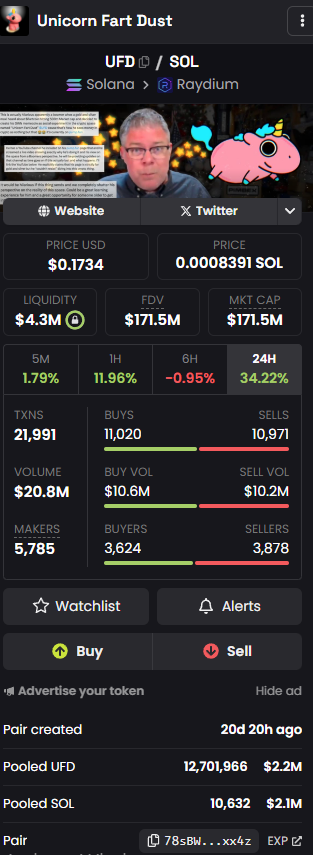 Unicorn Fart Dust
UFD / SOL
Solana > Raydium
Website
Twitter
PRICE USD
$0.1734
PRICE
0.0008391 SOL
LIQUIDITY
$4.3M
FDV
$171.5M
MKT CAP
$171.5M
5M
1.79%
1H
11.96%
6H
-0.95%
24H
34.22%
TXNS
21,991
BUYS
11,020
SELLS
10,971
VOLUME
$20.8M
BUY VOL
$10.6M
SELL VOL
$10.2M
MAKERS
5,785
BUYERS
3,624
SELLERS
3,878
Watchlist
Alerts
Buy
Sell
Advertise your token
Hide ad
Pair created 20d 20h ago
Pooled UFD 12,701,966 $2.2M
Pooled SOL 10,632 $2.1M
Pair 78sBW...xx4z EXP